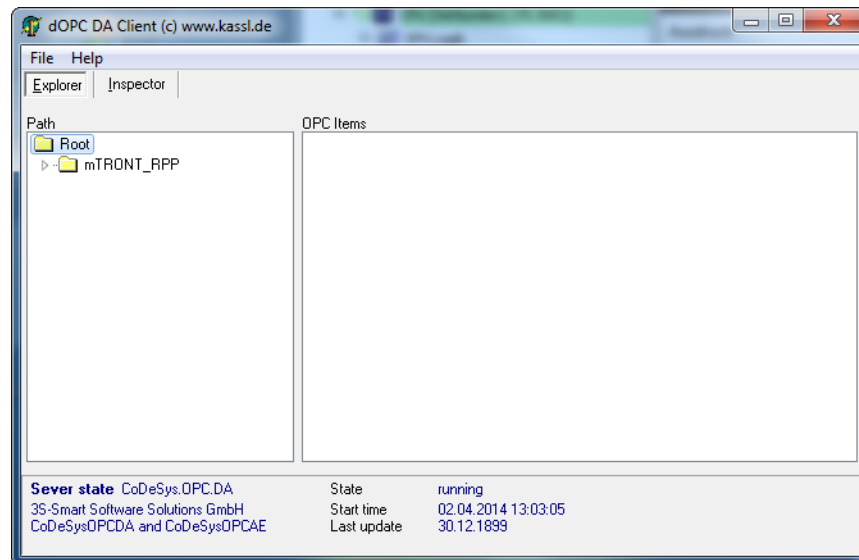 dOPC DA Client (c) www.kassl.de
File Help
Explorer Inspector
Path OPC Items
Root
mTRONT_RPP
Sever state CoDeSys.OPC.DA State running
3S-Smart Software Solutions GmbH Start time 02.04.2014 13:03:05
CoDeSysOPCDA and CoDeSysOPCAE Last update 30.12.1899